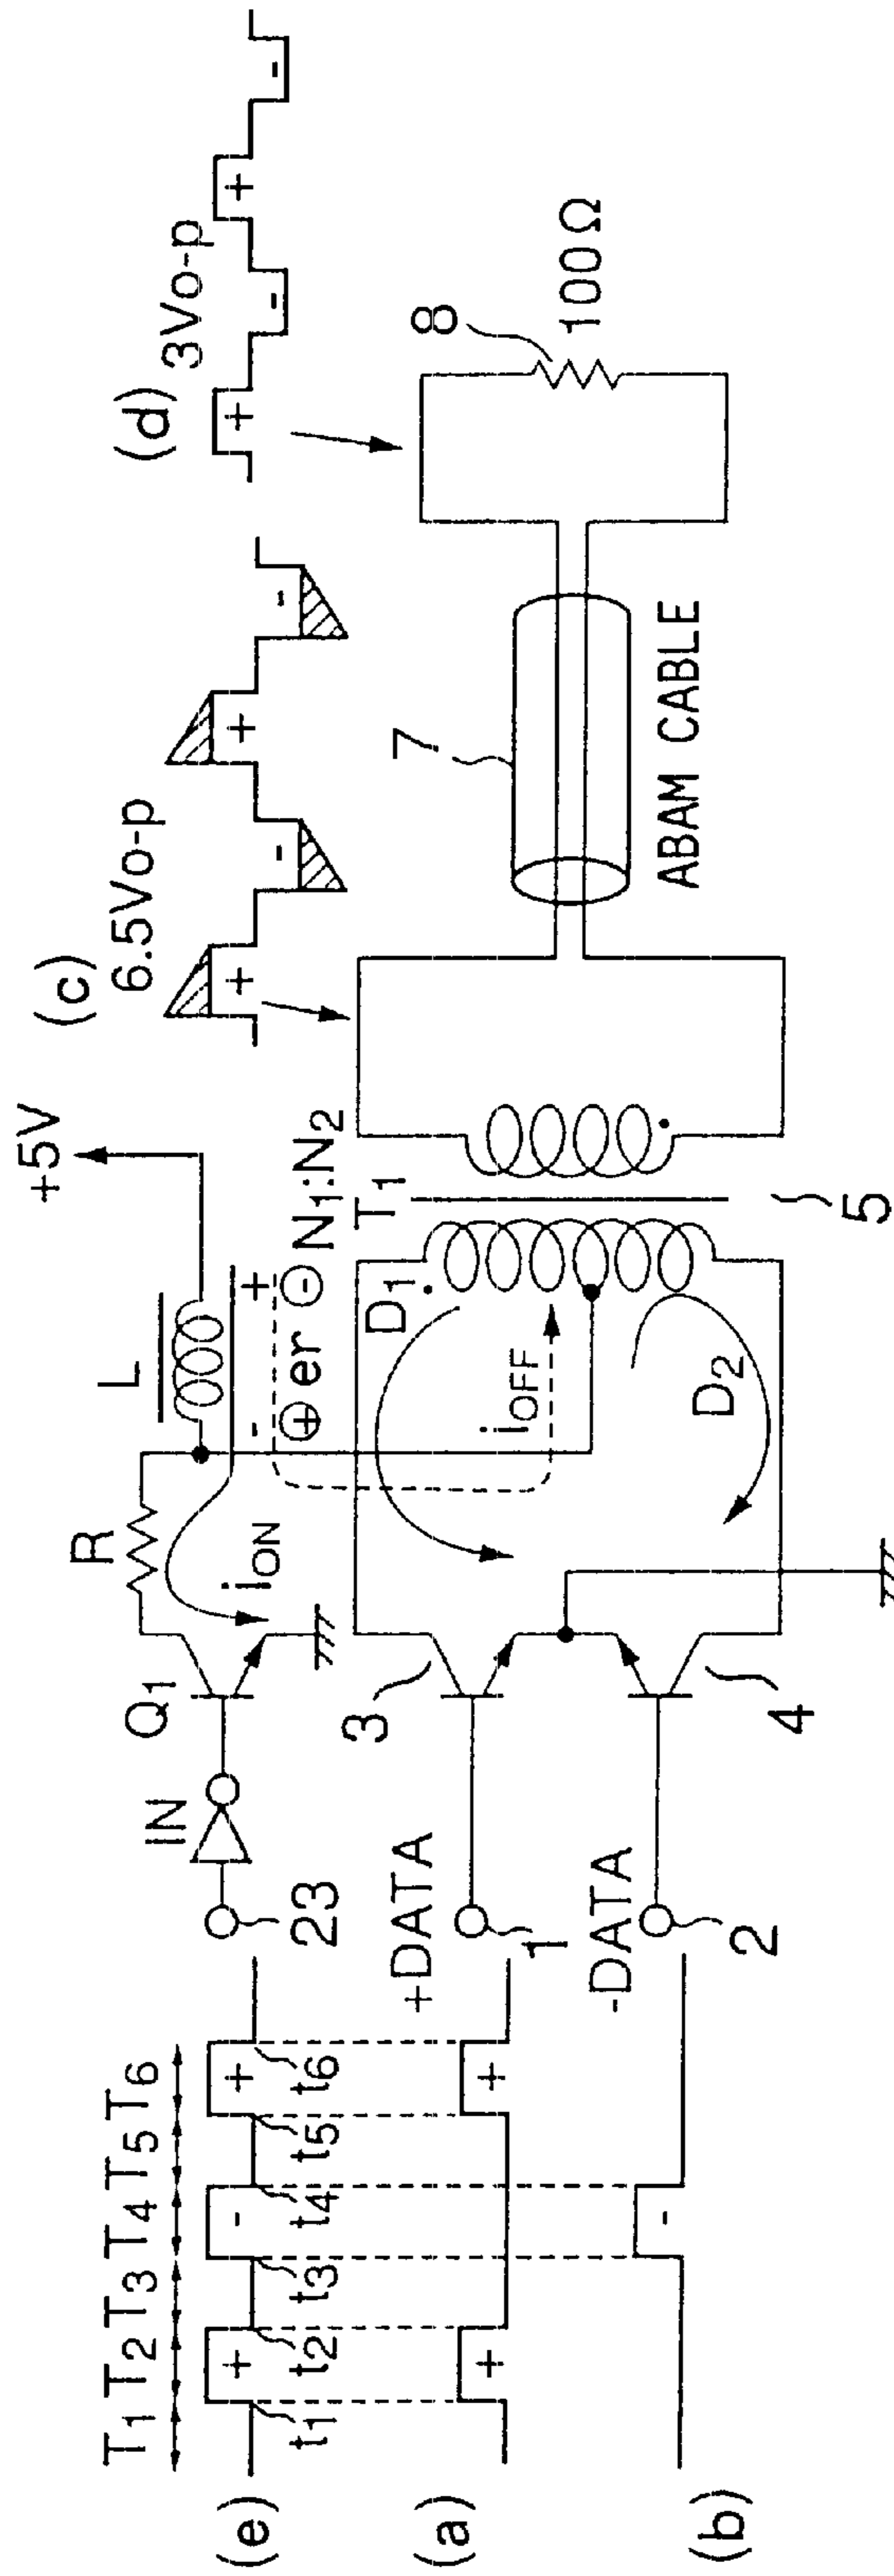 +5V
(c)
6.5Vo-p
(d)
3Vo-p
+
-
+
-
+
-
+
-
R
L
Q1
IN
23
iON
-
+
⊕ er ⊖
T1
N1:N2
D1
iOFF
D2
3
4
5
7
ABAM CABLE
8
100Ω
+DATA
1
-DATA
2
T1 T2 T3 T4 T5 T6
(e)
+
-
+
t1 t2 t3 t4 t5 t6
(a)
+
+
(b)
-